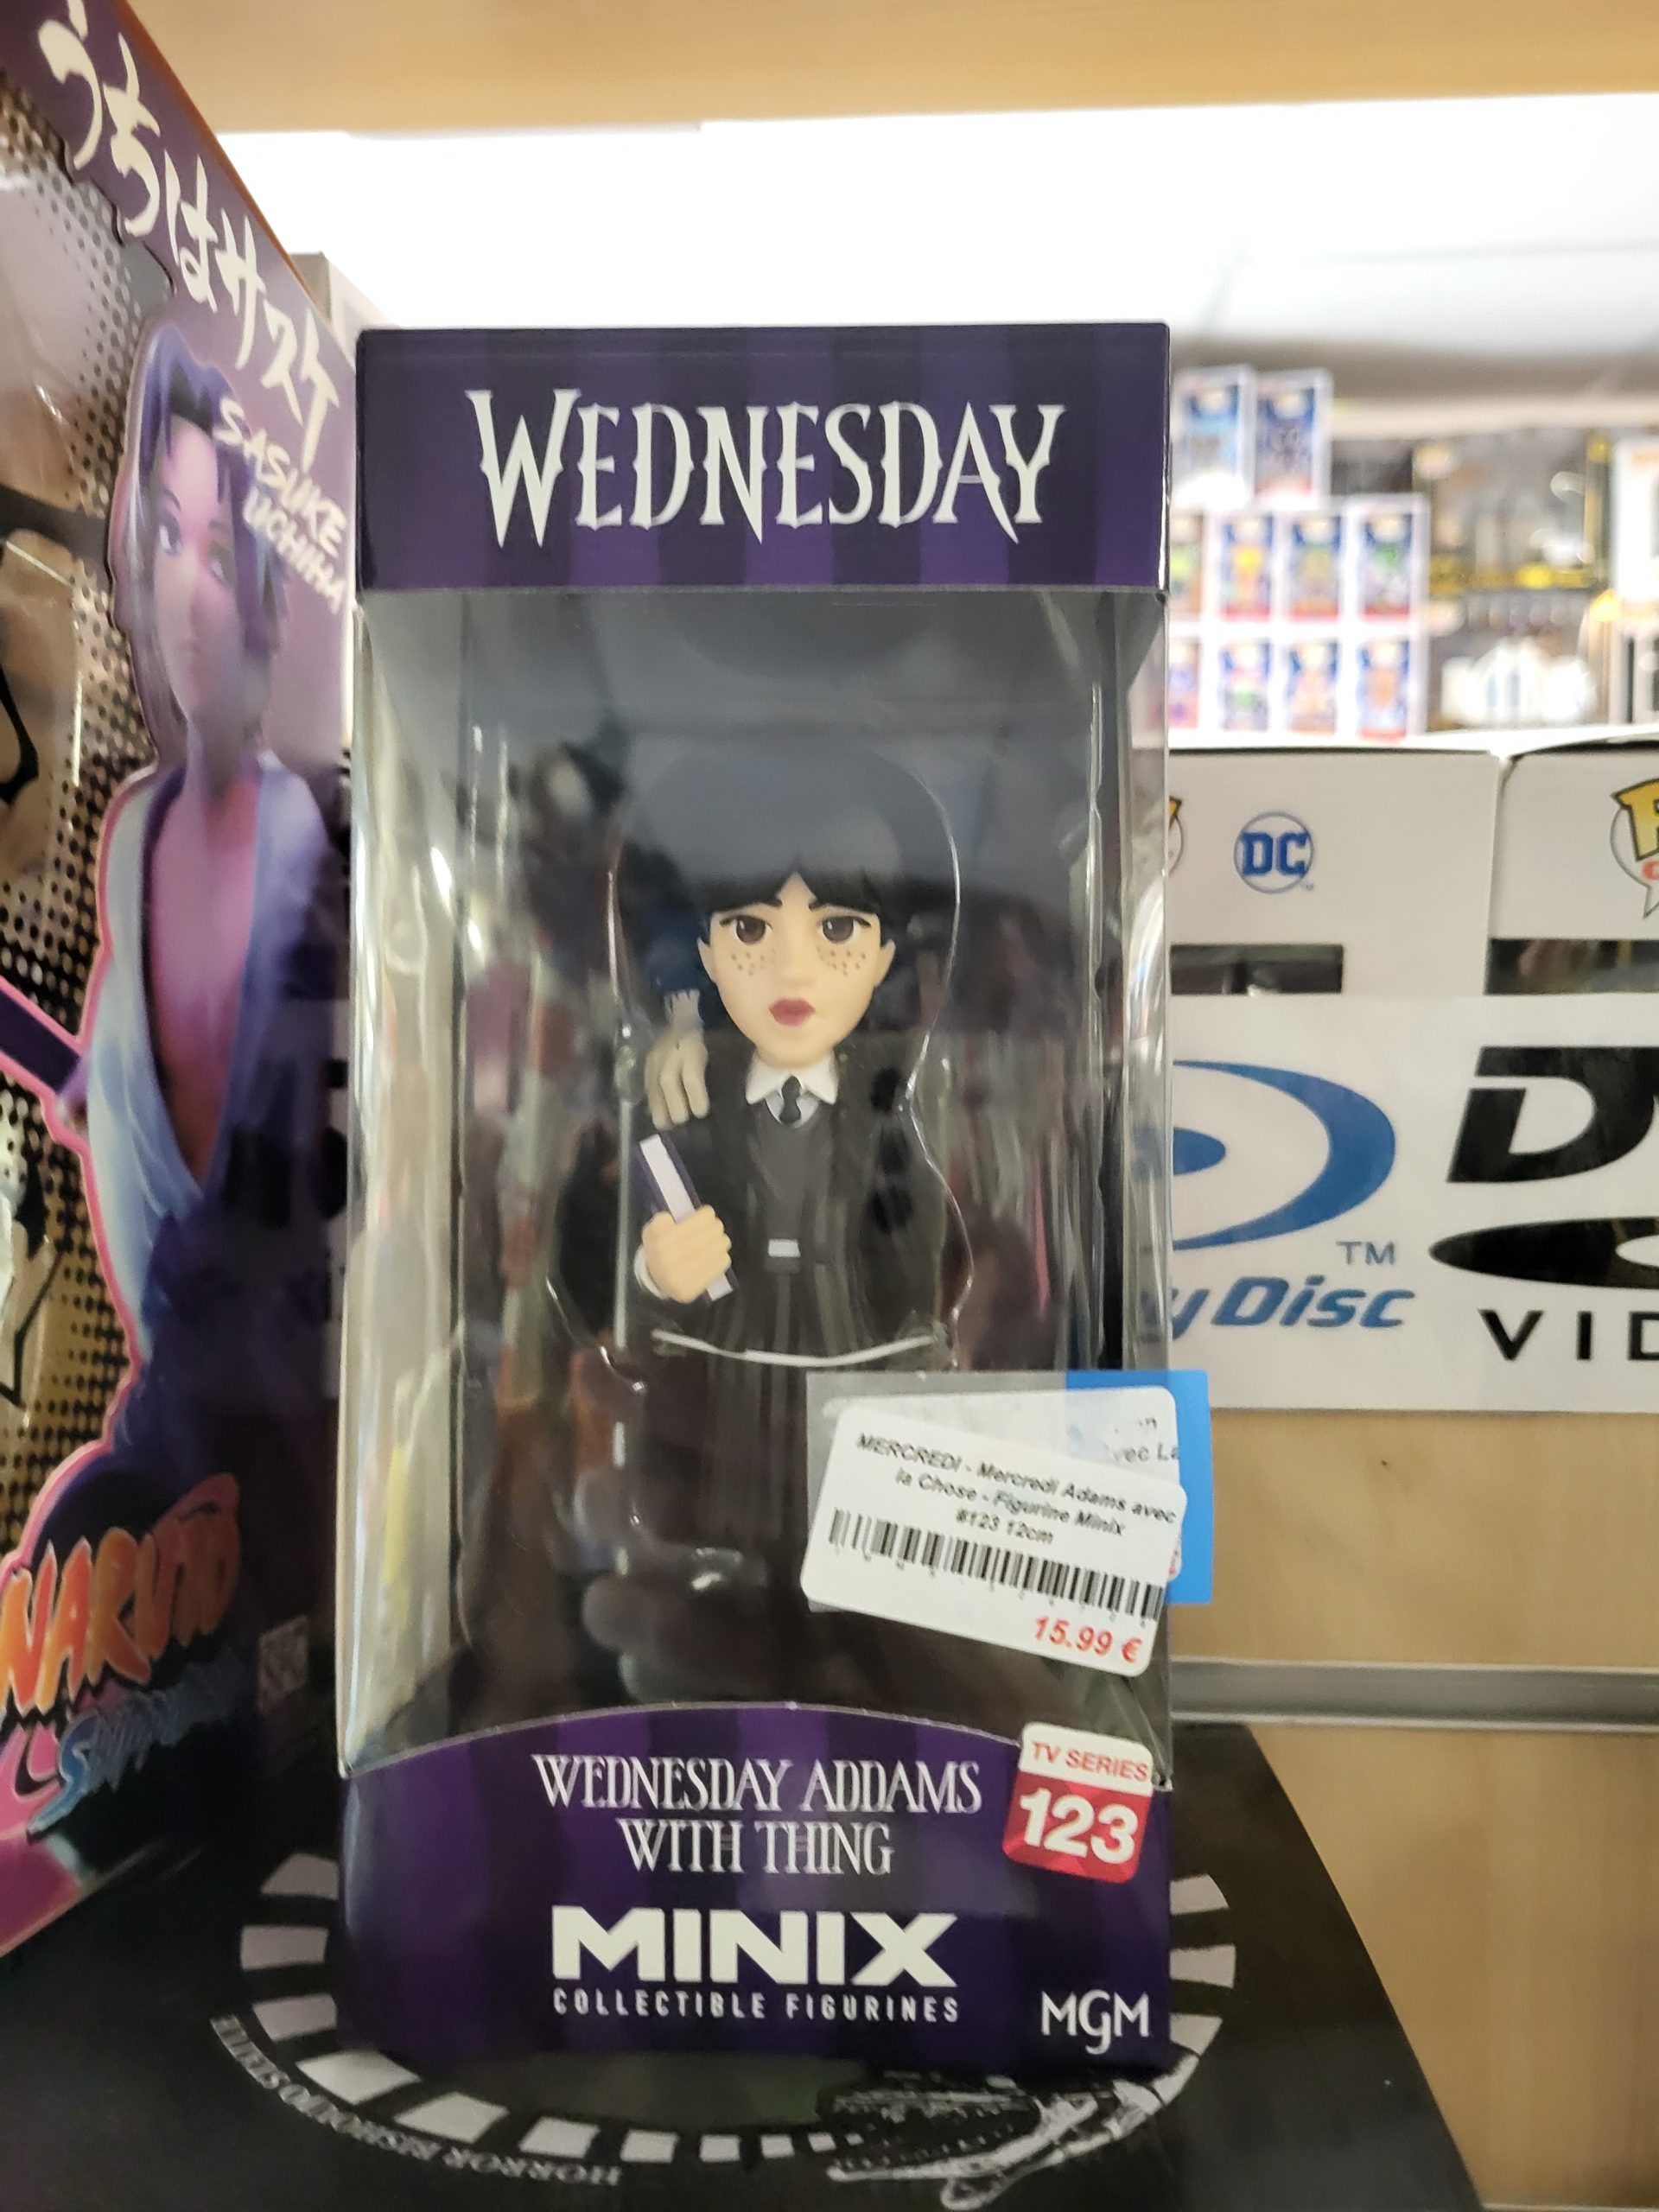 うちはサスケ
SASUKE
UCHIHA
WEDNESDAY
DC
TM
yDisc
VID
MERCREDI - Mercredi Adams avec
la Chose - Figurine Minix
#123 12cm
15.99 €
TV SERIES
123
WEDNESDAY ADDAMS
WITH THING
MINIX
COLLECTIBLE FIGURINES
MGM
NARUTO